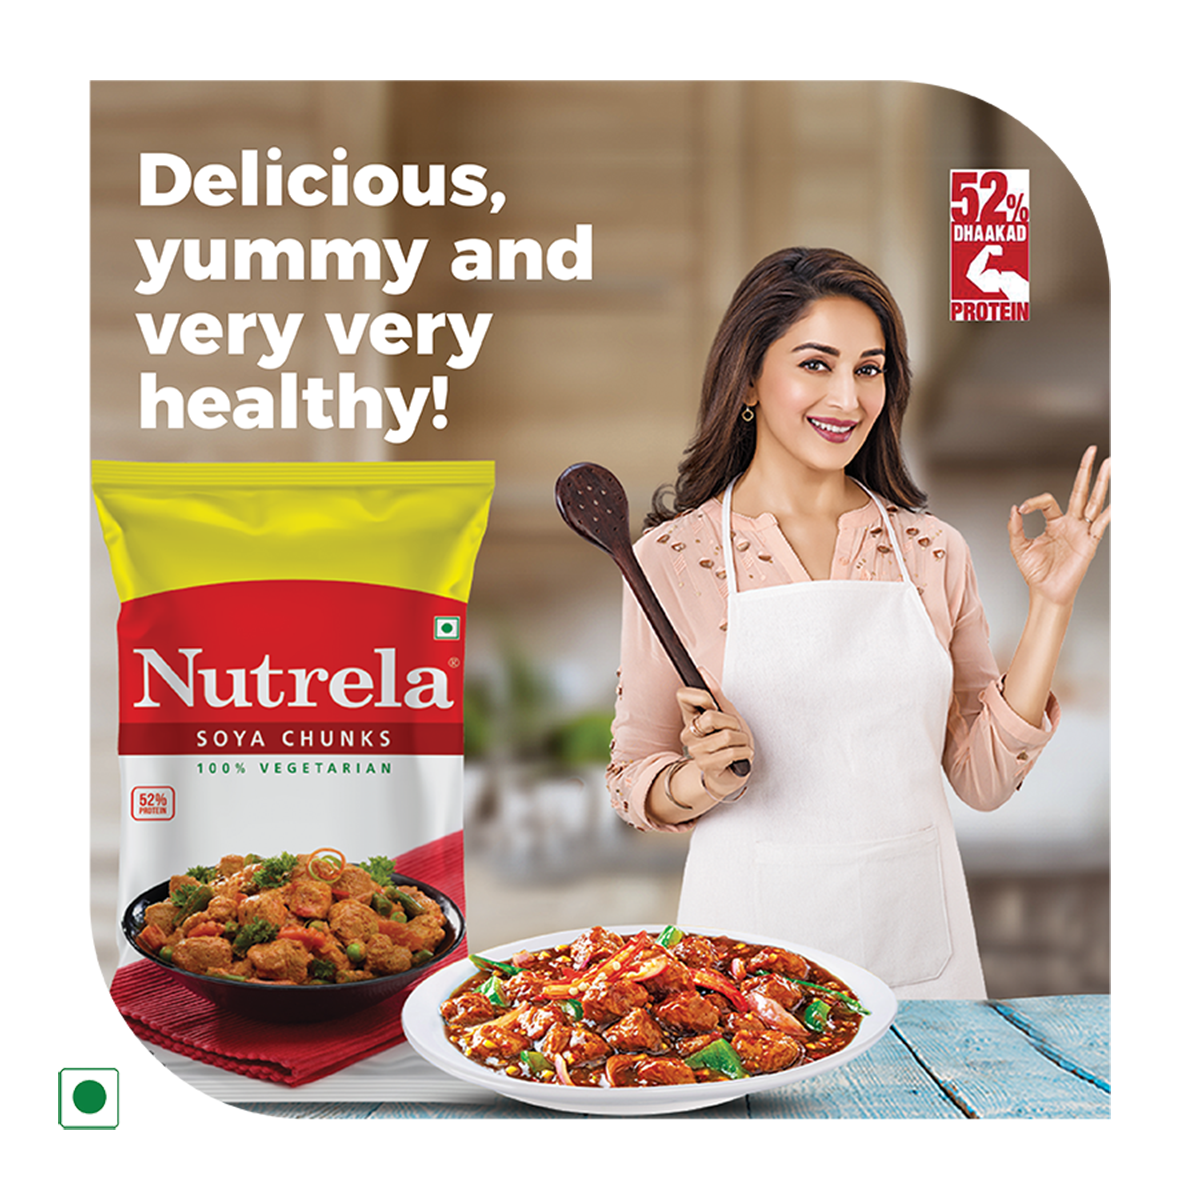 Delicious,
yummy and
very very
healthy!
52%
DHAAKAD
PROTEIN
Nutrela®
SOYA CHUNKS
100% VEGETARIAN
52%
PROTEIN